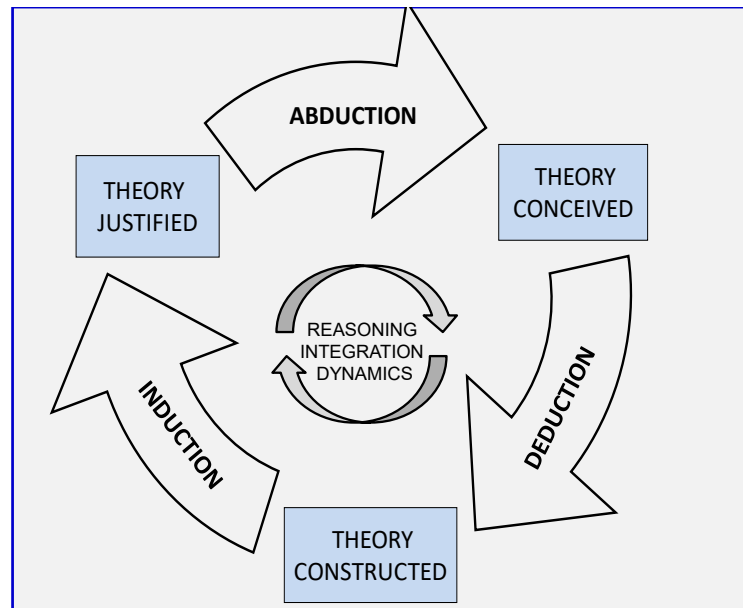 ABDUCTION
THEORY
JUSTIFIED
THEORY
CONCEIVED
REASONING
INTEGRATION
DYNAMICS
INDUCTION
DEDUCTION
THEORY
CONSTRUCTED